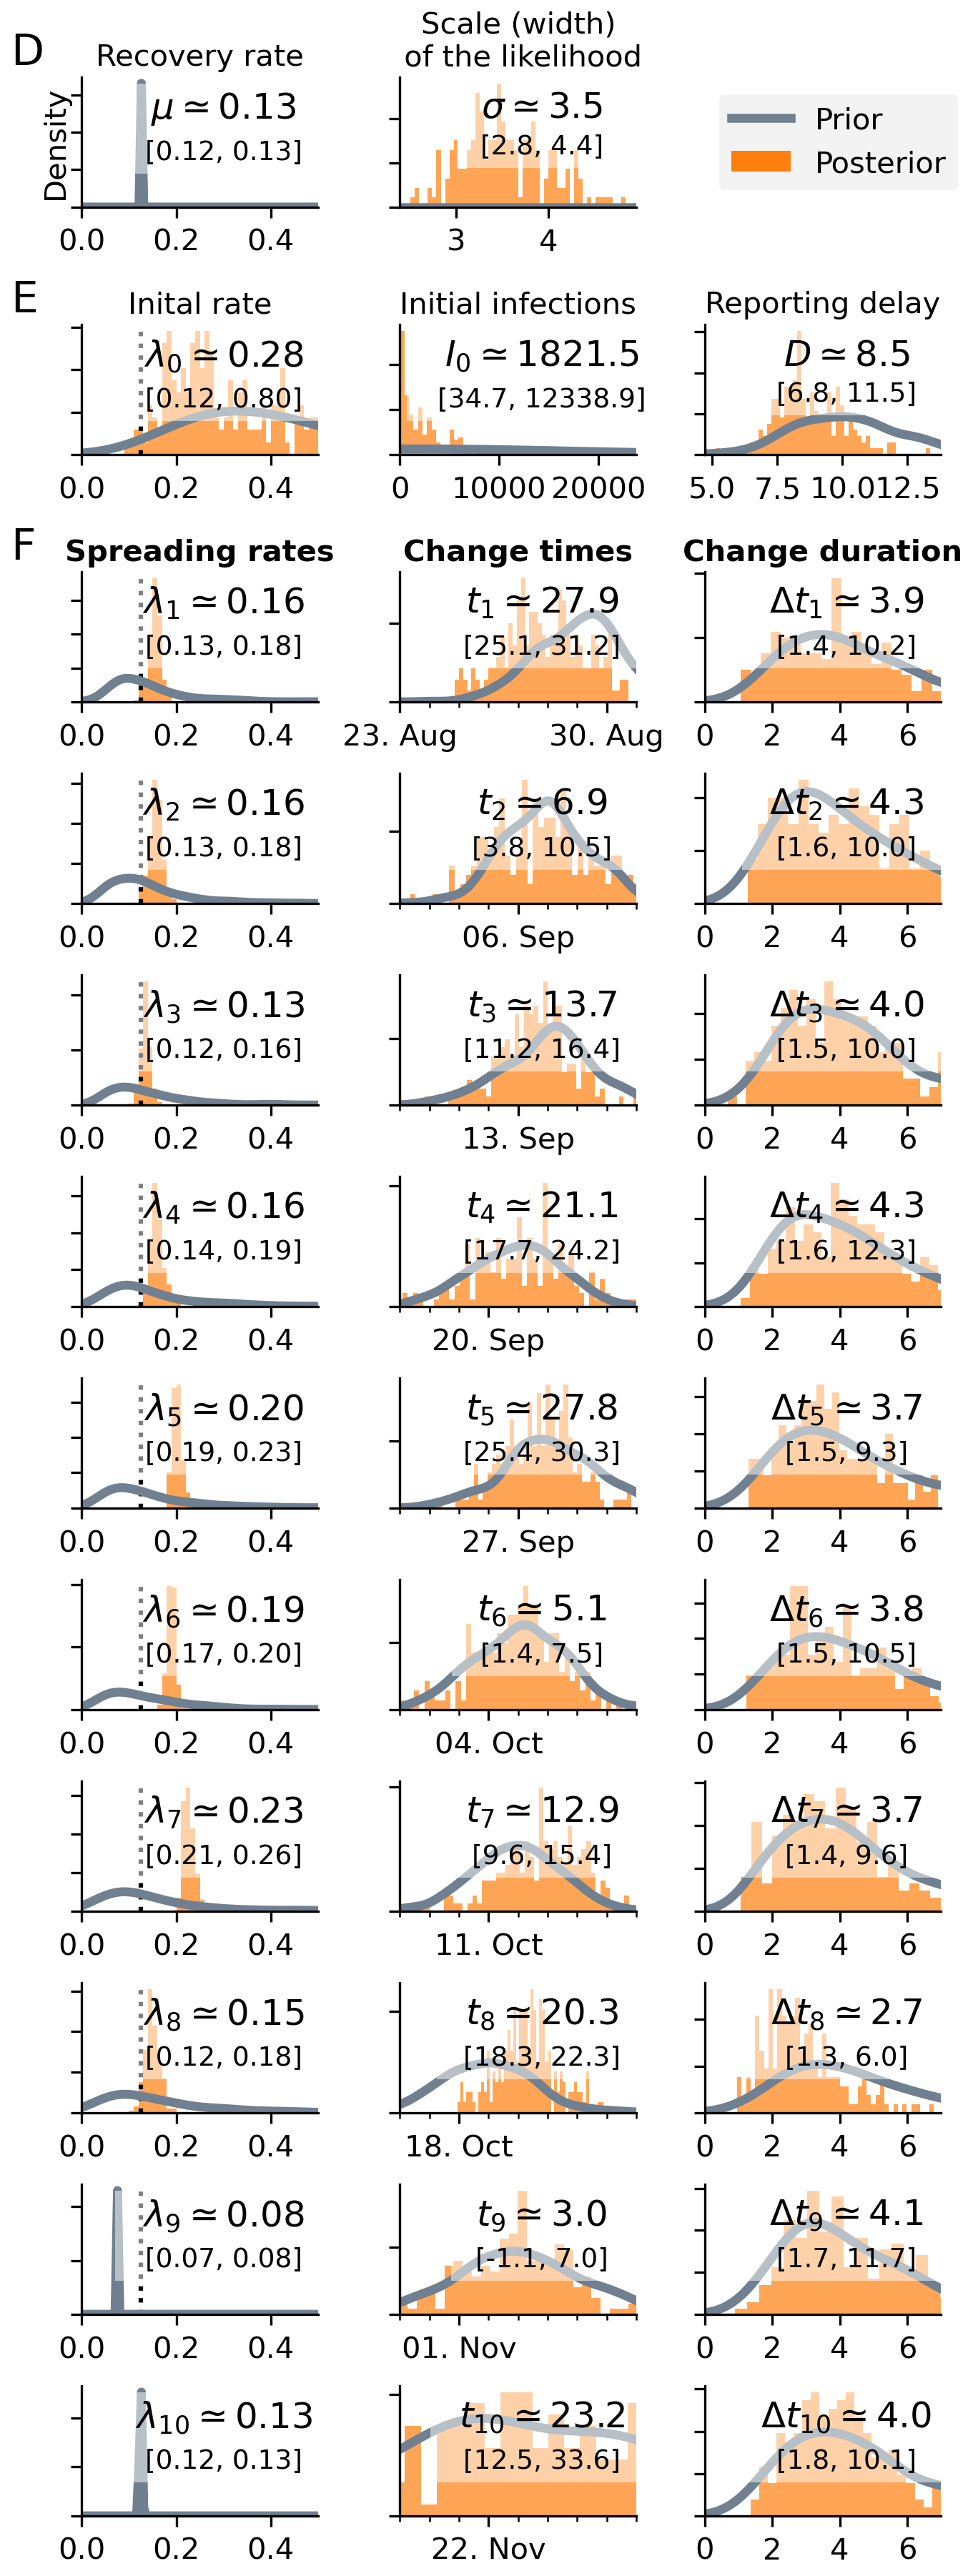 D
Recovery rate
Scale (width)
of the likelihood
Density
μ ≃ 0.13
[0.12, 0.13]
0.0 0.2 0.4
σ ≃ 3.5
[2.8, 4.4]
3 4
Prior
Posterior
E
Inital rate
λ0 ≃ 0.28
[0.12, 0.80]
0.0 0.2 0.4
Initial infections
I0 ≃ 1821.5
[34.7, 12338.9]
0 10000 20000
Reporting delay
D ≃ 8.5
[6.8, 11.5]
5.0 7.5 10.0 12.5
F
Spreading rates
Change times
Change duration
λ1 ≃ 0.16
[0.13, 0.18]
0.0 0.2 0.4
t1 ≃ 27.9
[25.1, 31.2]
23. Aug 30. Aug
Δt1 ≃ 3.9
[1.4, 10.2]
0 2 4 6
λ2 ≃ 0.16
[0.13, 0.18]
0.0 0.2 0.4
t2 ≃ 6.9
[3.8, 10.5]
06. Sep
Δt2 ≃ 4.3
[1.6, 10.0]
0 2 4 6
λ3 ≃ 0.13
[0.12, 0.16]
0.0 0.2 0.4
t3 ≃ 13.7
[11.2, 16.4]
13. Sep
Δt3 ≃ 4.0
[1.5, 10.0]
0 2 4 6
λ4 ≃ 0.16
[0.14, 0.19]
0.0 0.2 0.4
t4 ≃ 21.1
[17.7, 24.2]
20. Sep
Δt4 ≃ 4.3
[1.6, 12.3]
0 2 4 6
λ5 ≃ 0.20
[0.19, 0.23]
0.0 0.2 0.4
t5 ≃ 27.8
[25.4, 30.3]
27. Sep
Δt5 ≃ 3.7
[1.5, 9.3]
0 2 4 6
λ6 ≃ 0.19
[0.17, 0.20]
0.0 0.2 0.4
t6 ≃ 5.1
[1.4, 7.5]
04. Oct
Δt6 ≃ 3.8
[1.5, 10.5]
0 2 4 6
λ7 ≃ 0.23
[0.21, 0.26]
0.0 0.2 0.4
t7 ≃ 12.9
[9.6, 15.4]
11. Oct
Δt7 ≃ 3.7
[1.4, 9.6]
0 2 4 6
λ8 ≃ 0.15
[0.12, 0.18]
0.0 0.2 0.4
t8 ≃ 20.3
[18.3, 22.3]
18. Oct
Δt8 ≃ 2.7
[1.3, 6.0]
0 2 4 6
λ9 ≃ 0.08
[0.07, 0.08]
0.0 0.2 0.4
t9 ≃ 3.0
[-1.1, 7.0]
01. Nov
Δt9 ≃ 4.1
[1.7, 11.7]
0 2 4 6
λ10 ≃ 0.13
[0.12, 0.13]
0.0 0.2 0.4
t10 ≃ 23.2
[12.5, 33.6]
22. Nov
Δt10 ≃ 4.0
[1.8, 10.1]
0 2 4 6